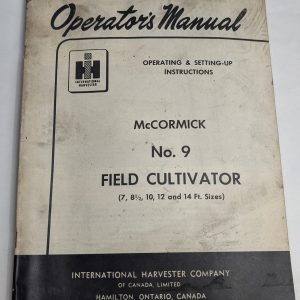 Operator's Manual
IH
INTERNATIONAL
HARVESTER
OPERATING & SETTING-UP
INSTRUCTIONS
McCORMICK
No. 9
FIELD CULTIVATOR
(7, 8½, 10, 12 and 14 Ft. Sizes)
INTERNATIONAL HARVESTER COMPANY
OF CANADA, LIMITED
HAMILTON, ONTARIO, CANADA